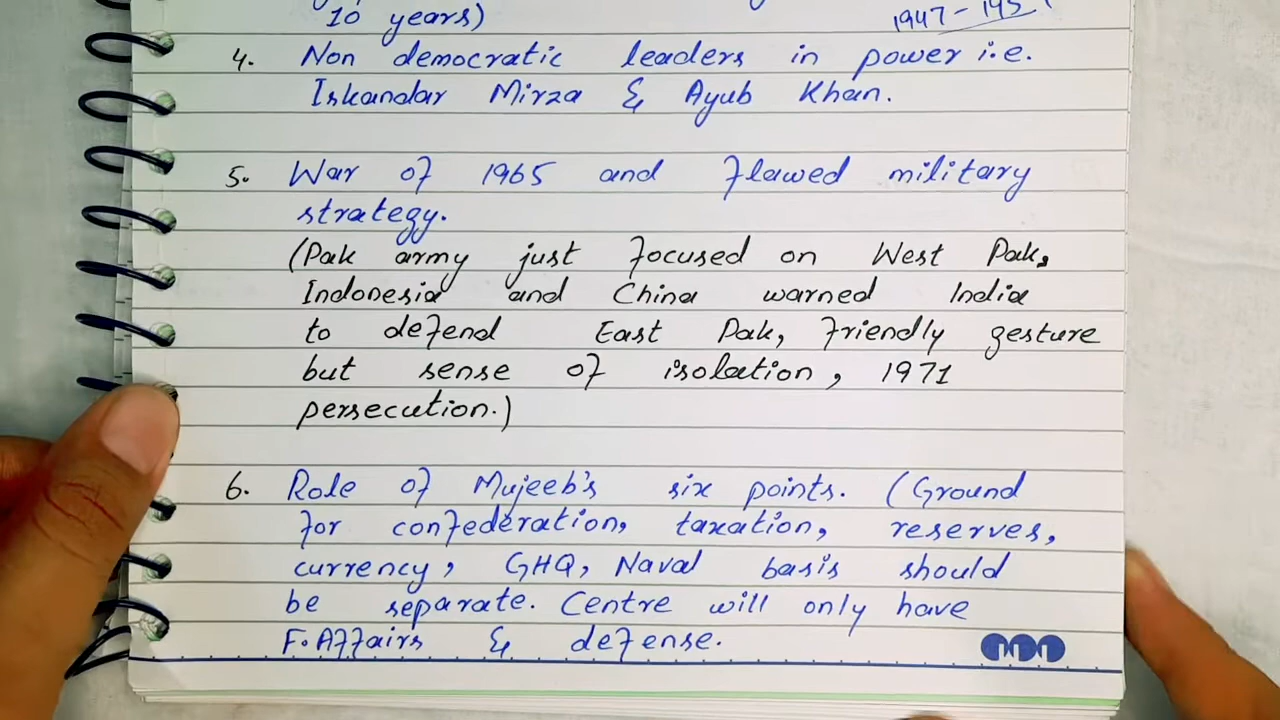 10 years)
1947 - 195
4. Non democratic leaders in power i.e.
Iskandar Mirza & Ayub Khan.
5. War of 1965 and flawed military
strategy.
(Pak army just focused on West Pak,
Indonesia and China warned India
to defend East Pak, friendly gesture
but sense of isolation, 1971
persecution.)
6. Role of Mujeeb's six points. (Ground
for confederation, taxation, reserves,
currency, GHQ, Naval basis should
be separate. Centre will only have
F. Affairs & defense.